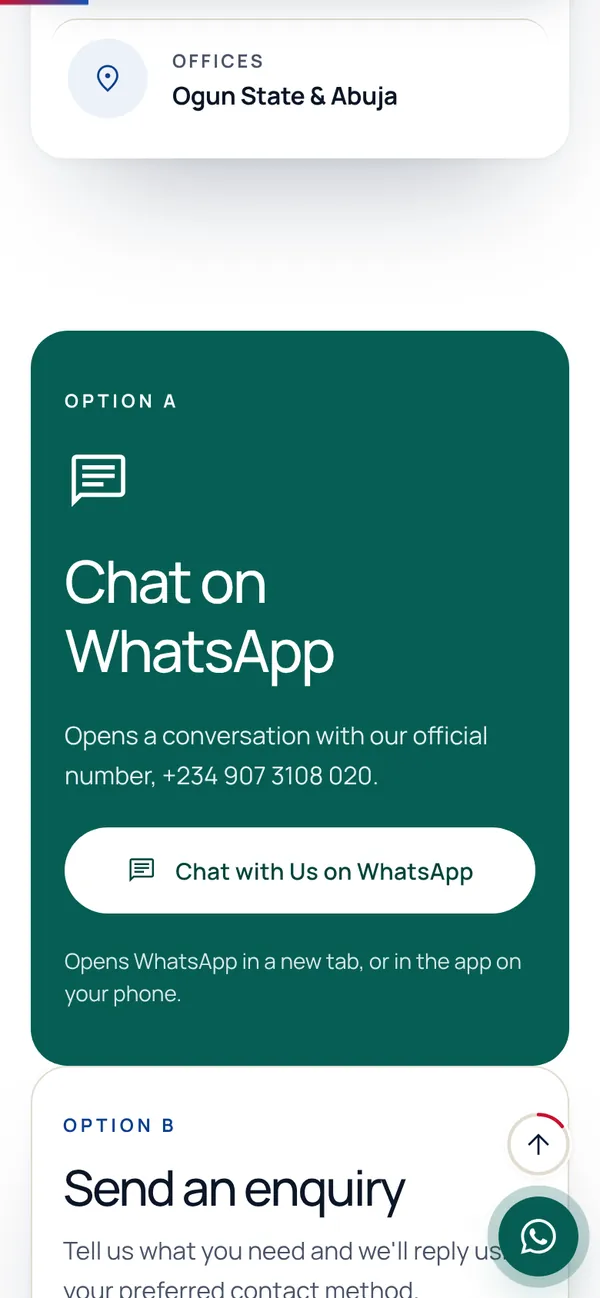 OFFICES
Ogun State & Abuja
OPTION A
Chat on
WhatsApp
Opens a conversation with our official
number, +234 907 3108 020.
Chat with Us on WhatsApp
Opens WhatsApp in a new tab, or in the app on
your phone.
OPTION B
Send an enquiry
Tell us what you need and we'll reply
your preferred contact method.